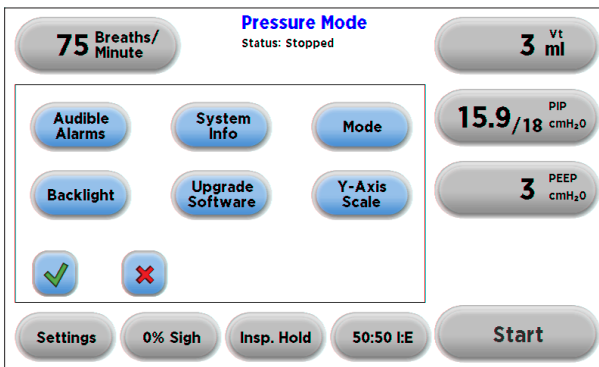 Pressure Mode
Status: Stopped
75 Breaths/
Minute
3 Vt
ml
Audible
Alarms
System
Info
Mode
15.9/18 PIP
cmH₂O
Backlight
Upgrade
Software
Y-Axis
Scale
3 PEEP
cmH₂O
Settings
0% Sigh
Insp. Hold
50:50 I:E
Start